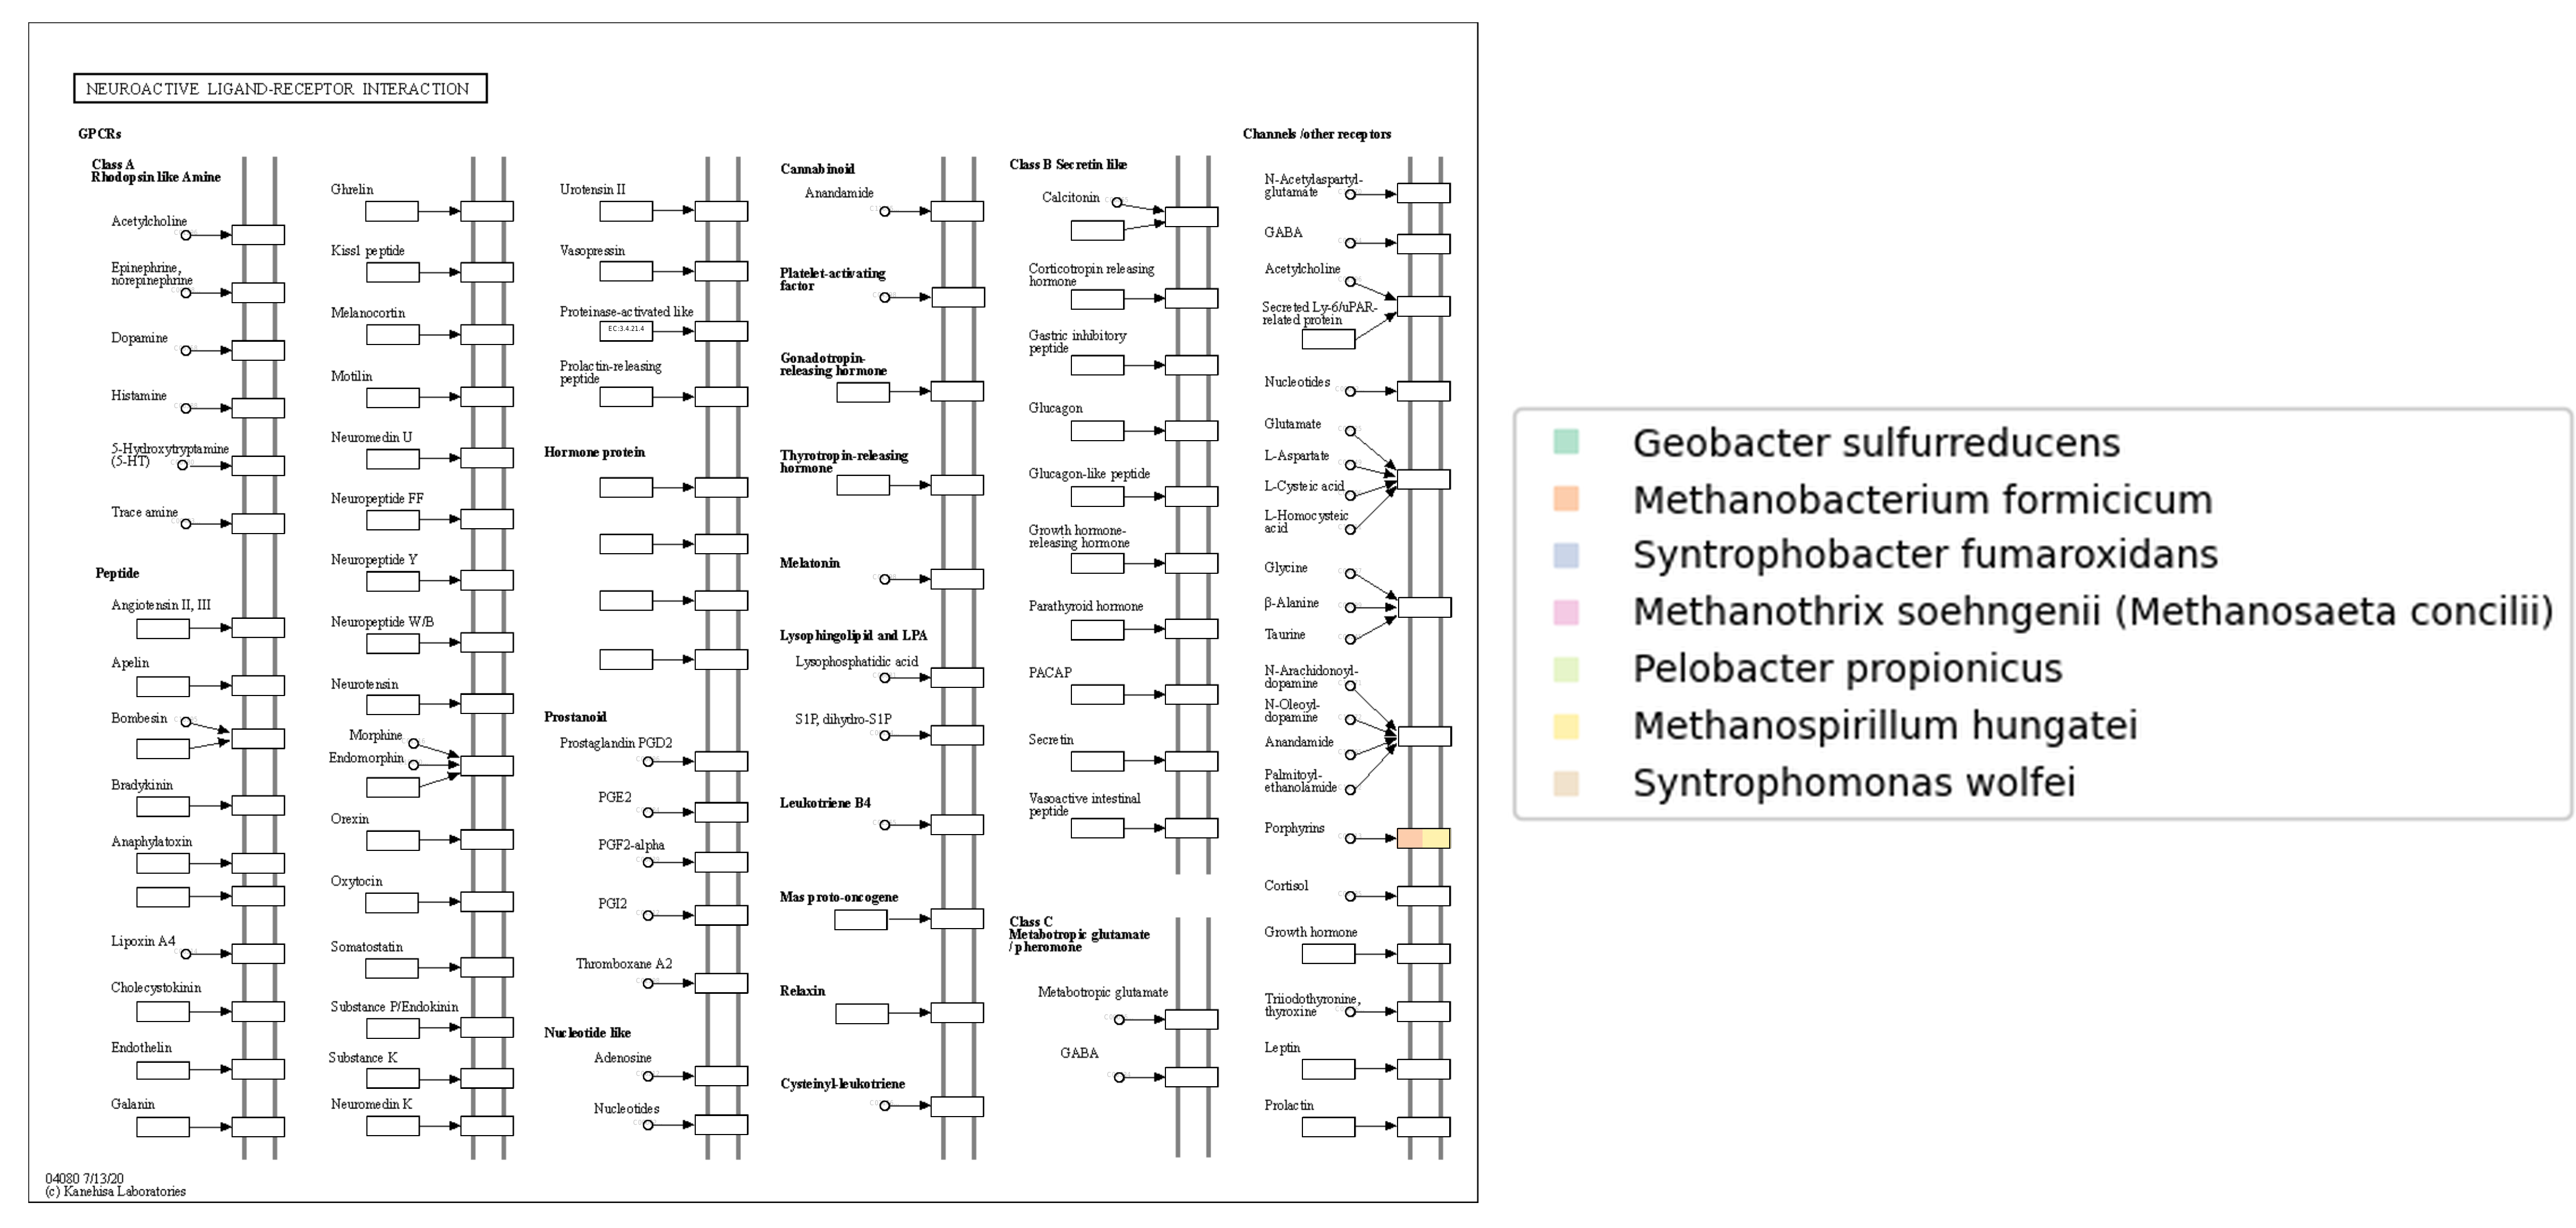 NEUROACTIVE LIGAND-RECEPTOR INTERACTION
GPCRs
Class A
Rhodopsin like Amine
Acetylcholine
Epinephrine,
norepinephrine
Dopamine
Histamine
5-Hydroxytryptamine
(5-HT)
Trace amine
Peptide
Angiotensin II, III
Apelin
Bombesin
Bradykinin
Anaphylatoxin
Lipoxin A4
Cholecystokinin
Endothelin
Galanin
Ghrelin
Kiss1 peptide
Melanocortin
Motilin
Neuromedin U
Neuropeptide FF
Neuropeptide Y
Neuropeptide W/B
Neurotensin
Morphine
Endomorphin
Orexin
Oxytocin
Somatostatin
Substance P/Endokinin
Substance K
Neuromedin K
Urotensin II
Vasopressin
Proteinase-activated like
EC:3.4.21.4
Prolactin-releasing
peptide
Hormone protein
Prostanoid
Prostaglandin PGD2
PGE2
PGF2-alpha
PGI2
Thromboxane A2
Nucleotide like
Adenosine
Nucleotides
Cannabinoid
Anandamide
Platelet-activating
factor
Gonadotropin-
releasing hormone
Thyrotropin-releasing
hormone
Melatonin
Lysophingolipid and LPA
Lysophosphatidic acid
S1P, dihydro-S1P
Leukotriene B4
Mas proto-oncogene
Relaxin
Cysteinyl-leukotriene
Class B Secretin like
Calcitonin
Corticotropin releasing
hormone
Gastric inhibitory
peptide
Glucagon
Glucagon-like peptide
Growth hormone-
releasing hormone
Parathyroid hormone
PACAP
Secretin
Vasoactive intestinal
peptide
Class C
Metabotropic glutamate
/ pheromone
Metabotropic glutamate
GABA
Channels /other receptors
N-Acetylaspartyl-
glutamate
GABA
Acetylcholine
Secreted Ly-6/uPAR-
related protein
Nucleotides
Glutamate
L-Aspartate
L-Cysteic acid
L-Homocysteic
acid
Glycine
β-Alanine
Taurine
N-Arachidonoyl-
dopamine
N-Oleoyl-
dopamine
Anandamide
Palmitoyl-
ethanolamide
Porphyrins
Cortisol
Growth hormone
Triiodothyronine,
thyroxine
Leptin
Prolactin
04080 7/13/20
(c) Kanehisa Laboratories
Geobacter sulfurreducens
Methanobacterium formicicum
Syntrophobacter fumaroxidans
Methanothrix soehngenii (Methanosaeta concilii)
Pelobacter propionicus
Methanospirillum hungatei
Syntrophomonas wolfei